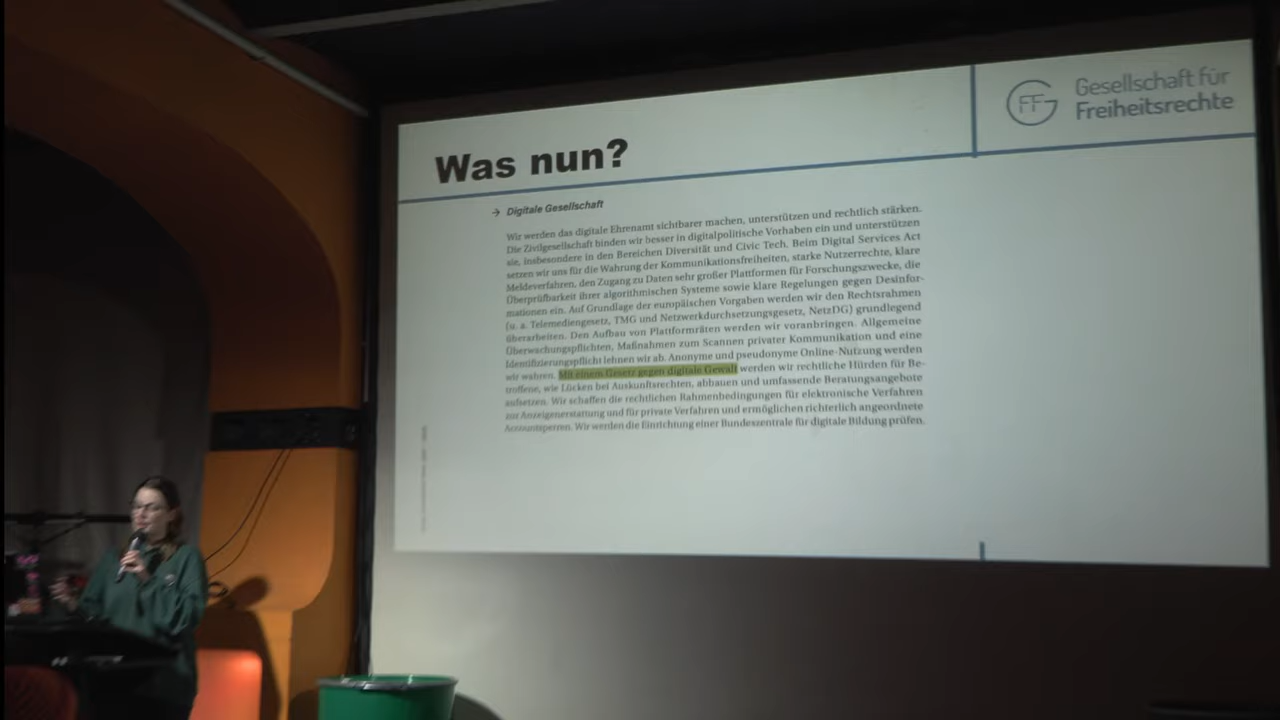 GFF
Gesellschaft für
Freiheitsrechte
Was nun?
→ Digitale Gesellschaft
Wir werden das digitale Ehrenamt sichtbarer machen, unterstützen und rechtlich stärken.
Die Zivilgesellschaft binden wir besser in digitalpolitische Vorhaben ein und unterstützen
sie, insbesondere in den Bereichen Diversität und Civic Tech. Beim Digital Services Act
setzen wir uns für die Wahrung der Kommunikationsfreiheiten, starke Nutzerrechte, klare
Meldeverfahren, den Zugang zu Daten sehr großer Plattformen für Forschungszwecke, die
Überprüfbarkeit ihrer algorithmischen Systeme sowie klare Regelungen gegen Desinfor-
mationen ein. Auf Grundlage der europäischen Vorgaben werden wir den Rechtsrahmen
(u. a. Telemediengesetz, TMG und Netzwerkdurchsetzungsgesetz, NetzDG) grundlegend
überarbeiten. Den Aufbau von Plattformräten werden wir voranbringen. Allgemeine
Überwachungspflichten, Maßnahmen zum Scannen privater Kommunikation und eine
Identifizierungspflicht lehnen wir ab. Anonyme und pseudonyme Online-Nutzung werden
wir wahren. Mit einem Gesetz gegen digitale Gewalt werden wir rechtliche Hürden für Be-
troffene, wie Lücken bei Auskunftsrechten, abbauen und umfassende Beratungsangebote
aufsetzen. Wir schaffen die rechtlichen Rahmenbedingungen für elektronische Verfahren
zur Anzeigenerstattung und für private Verfahren und ermöglichen richterlich angeordnete
Accountsperren. Wir werden die Einrichtung einer Bundeszentrale für digitale Bildung prüfen.